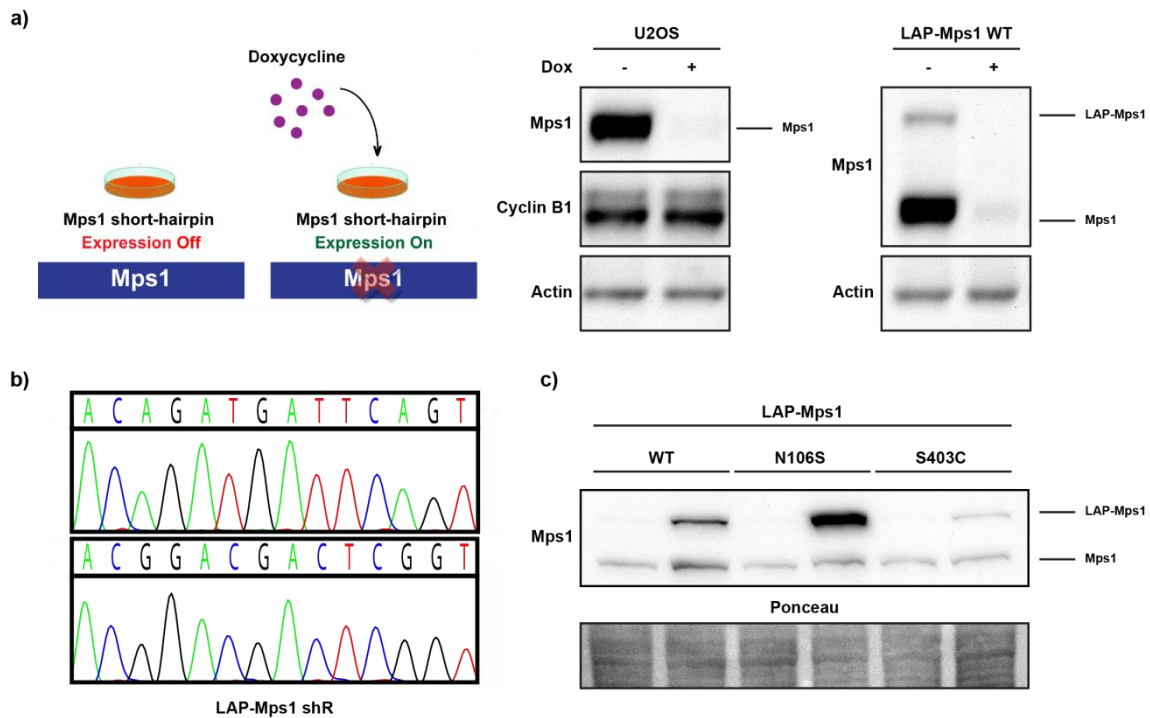 a)
Doxycycline
Mps1 short-hairpin
Expression Off
Mps1
Mps1 short-hairpin
Expression On
Mps1
U2OS
Dox - +
Mps1
Mps1
Cyclin B1
Actin
LAP-Mps1 WT
- +
LAP-Mps1
Mps1
Mps1
Actin
b)
A C A G A T G A T T C A G T
A C G G A C G A C T C G G T
LAP-Mps1 shR
c)
LAP-Mps1
WT N106S S403C
Mps1
LAP-Mps1
Mps1
Ponceau